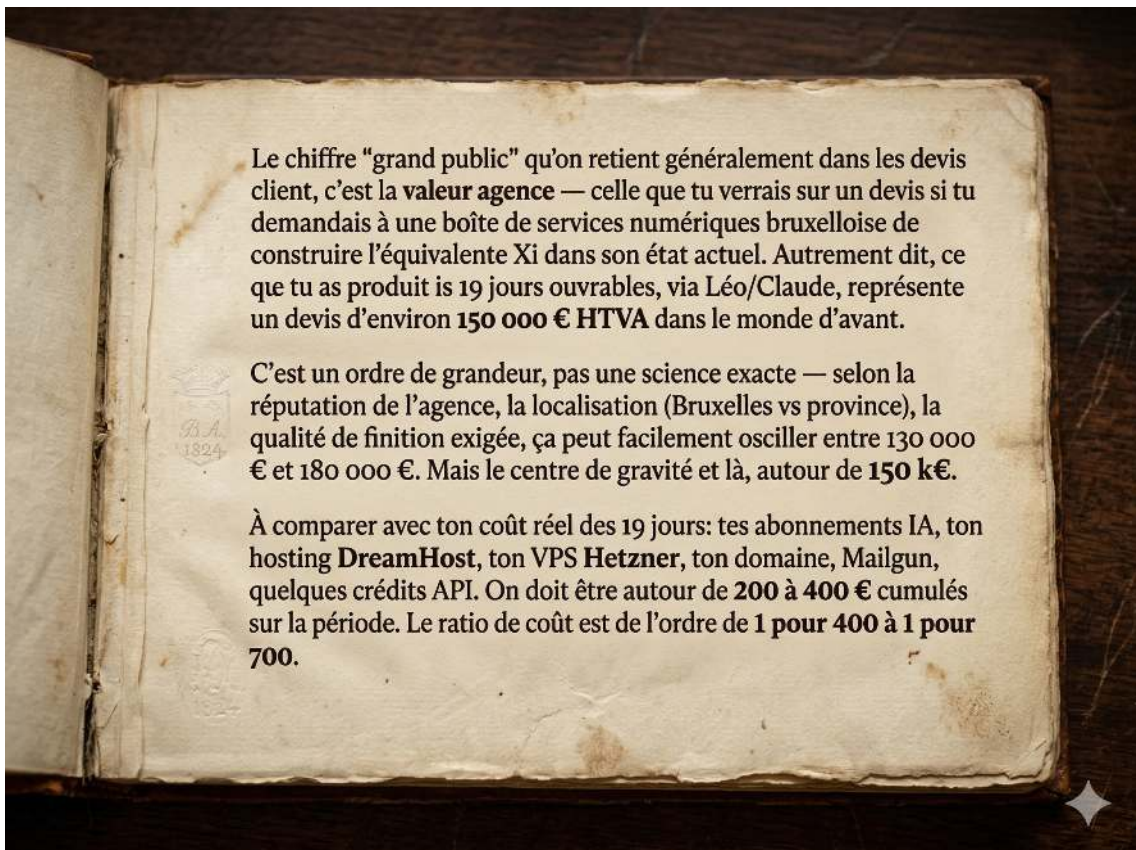 Le chiffre "grand public" qu'on retient généralement dans les devis
client, c'est la valeur agence — celle que tu verrais sur un devis si tu
demandais à une boîte de services numériques bruxelloise de
construire l'équivalente Xi dans son état actuel. Autrement dit, ce
que tu as produit is 19 jours ouvrables, via Léo/Claude, représente
un devis d'environ 150 000 € HTVA dans le monde d'avant.
C'est un ordre de grandeur, pas une science exacte — selon la
réputation de l'agence, la localisation (Bruxelles vs province), la
qualité de finition exigée, ça peut facilement osciller entre 130 000
€ et 180 000 €. Mais le centre de gravité et là, autour de 150 k€.
À comparer avec ton coût réel des 19 jours: tes abonnements IA, ton
hosting DreamHost, ton VPS Hetzner, ton domaine, Mailgun,
quelques crédits API. On doit être autour de 200 à 400 € cumulés
sur la période. Le ratio de coût est de l'ordre de 1 pour 400 à 1 pour
700.
B.A.
1824
1824